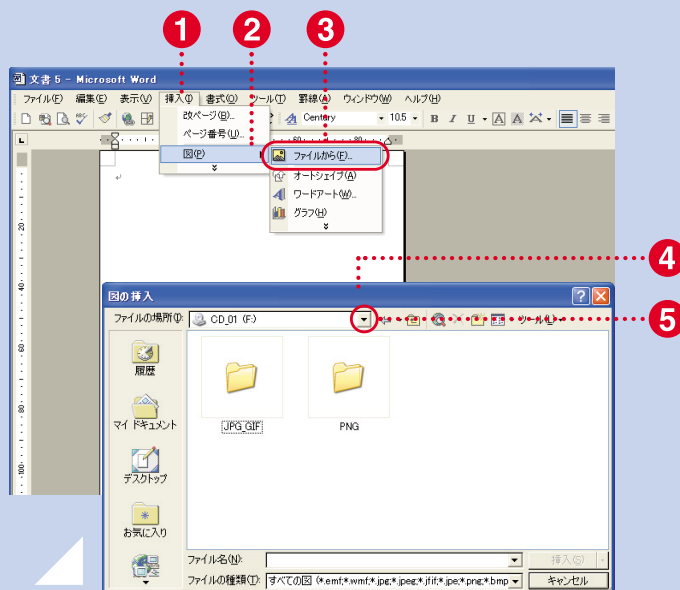 1 2 3
文書 5 - Microsoft Word
ファイル(F) 編集(E) 表示(V) 挿入(I) 書式(O) ツール(T) 罫線(A) ウィンドウ(W) ヘルプ(H)
改ページ(B)...
Century 10.5 B I U A A
ページ番号(U)...
図(P)
ファイルから(F)...
オートシェイプ(A)
ワードアート(W)...
グラフ(H)
20
40
60
80
100
4
図の挿入
ファイルの場所(I): CD_01 (F:) ツール(L)
5
履歴
マイ ドキュメント
デスクトップ
お気に入り
JPG_GIF PNG
ファイル名(N): 挿入(S)
ファイルの種類(T): すべての図 (*.emf;*.wmf;*.jpg;*.jpeg;*.jfif;*.jpe;*.png;*.bmp キャンセル